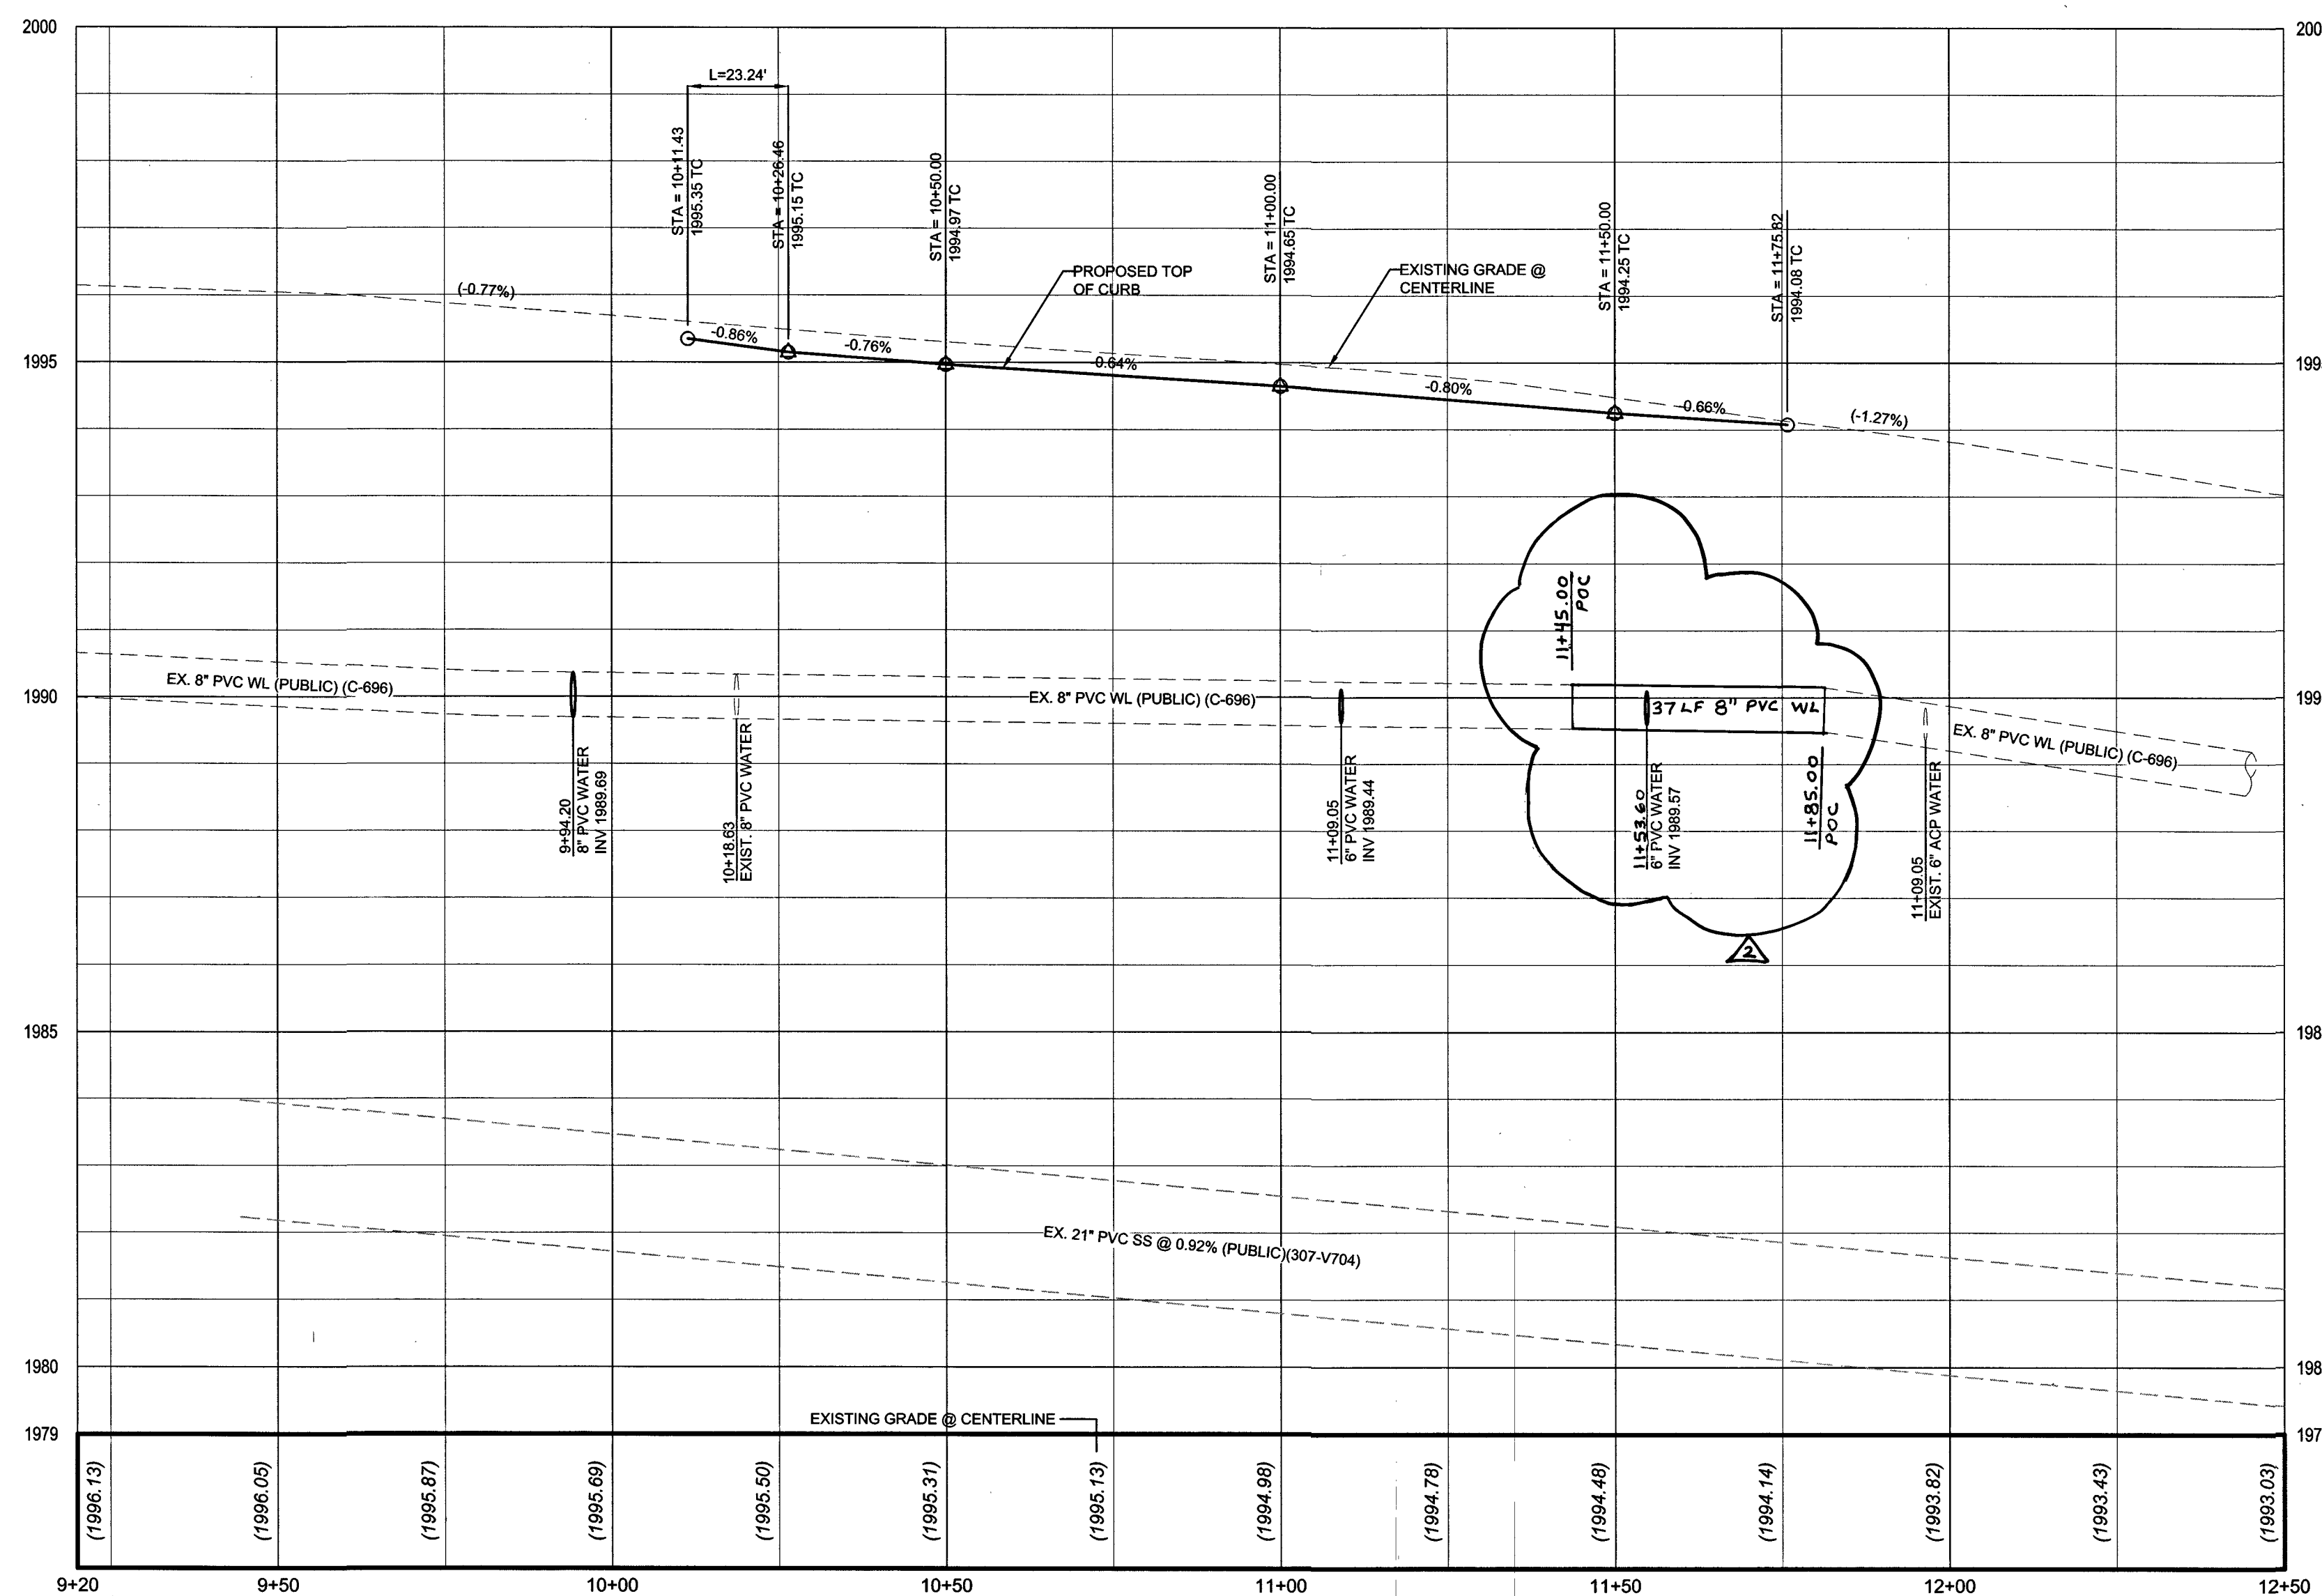 2000
200
L=23.24'
STA = 10+11.43
1995.35 TC
STA = 10+26.46
1995.15 TC
STA = 10+50.00
1994.97 TC
STA = 11+00.00
1994.65 TC
STA = 11+50.00
1994.25 TC
STA = 11+75.82
1994.08 TC
PROPOSED TOP
OF CURB
EXISTING GRADE @
CENTERLINE
(-0.77%)
-0.86%
-0.76%
-0.64%
-0.80%
-0.66%
(-1.27%)
1995
199
11+45.00
POC
EX. 8" PVC WL (PUBLIC) (C-696)
EX. 8" PVC WL (PUBLIC) (C-696)
37 LF 8" PVC WL
EX. 8" PVC WL (PUBLIC) (C-696)
1990
199
9+94.20
8" PVC WATER
INV 1989.69
10+18.63
EXIST. 8" PVC WATER
11+09.05
6" PVC WATER
INV 1989.44
11+53.60
6" PVC WATER
INV 1989.57
11+85.00
POC
11+09.05
EXIST. 6" ACP WATER
2
1985
198
EX. 21" PVC SS @ 0.92% (PUBLIC)(307-V704)
1980
198
EXISTING GRADE @ CENTERLINE
1979
197
(1996.13)
(1996.05)
(1995.87)
(1995.69)
(1995.50)
(1995.31)
(1995.13)
(1994.98)
(1994.78)
(1994.48)
(1994.14)
(1993.82)
(1993.43)
(1993.03)
9+20
9+50
10+00
10+50
11+00
11+50
12+00
12+50